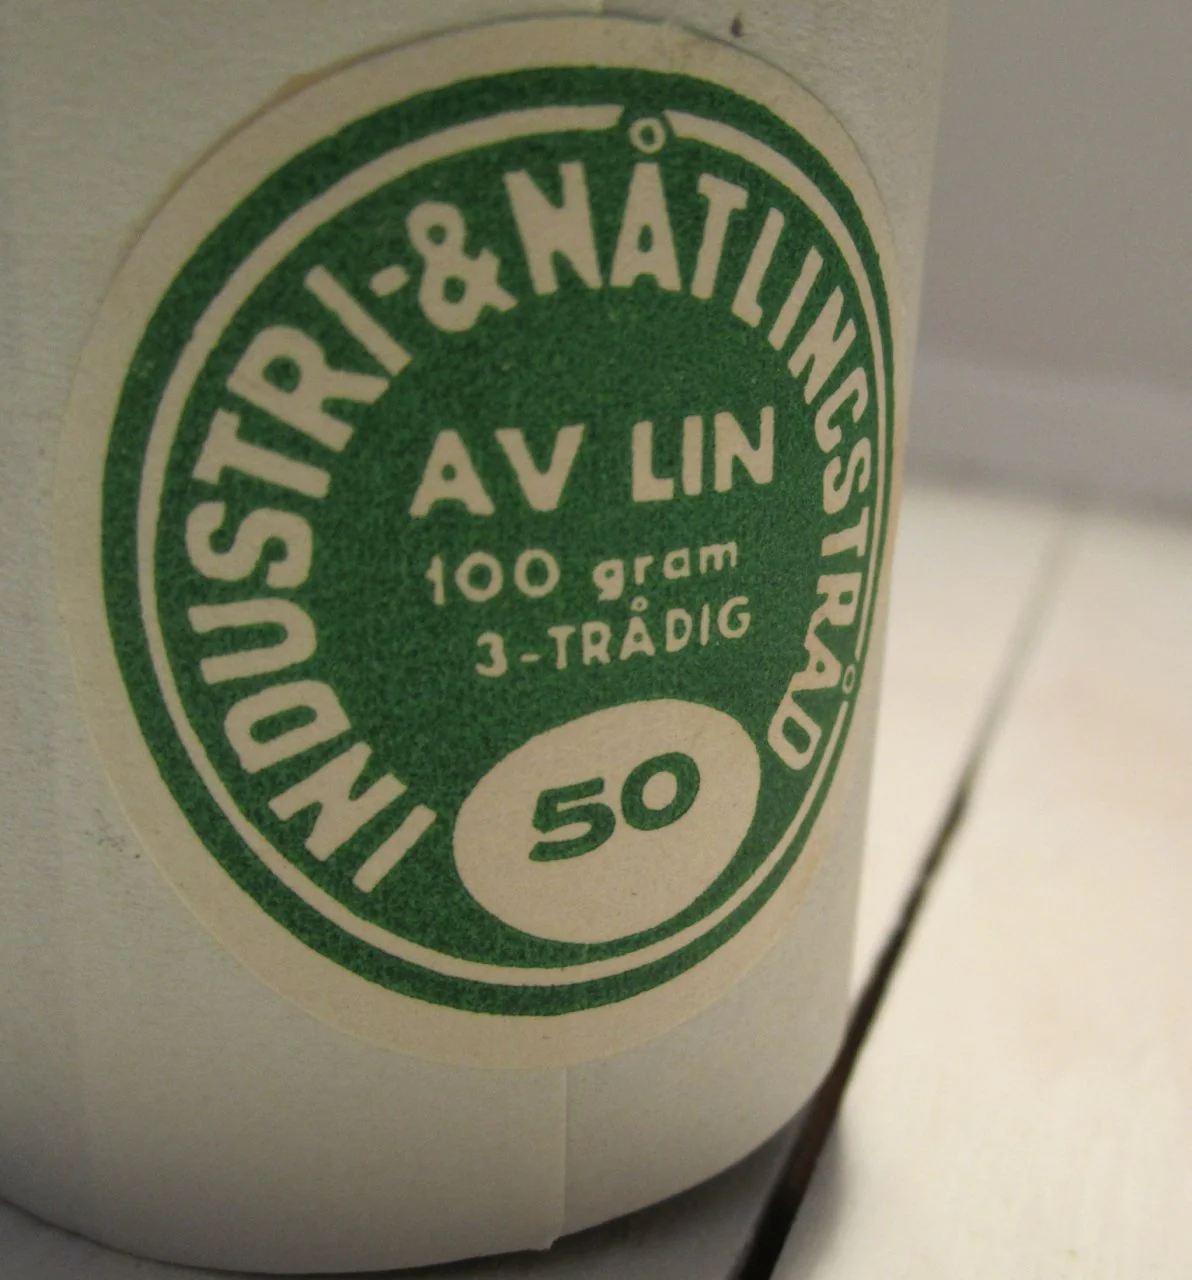 INDUSTRI-& NÅTLINGSTRÅD
AV LIN
100 gram
3-TRÅDIG
50